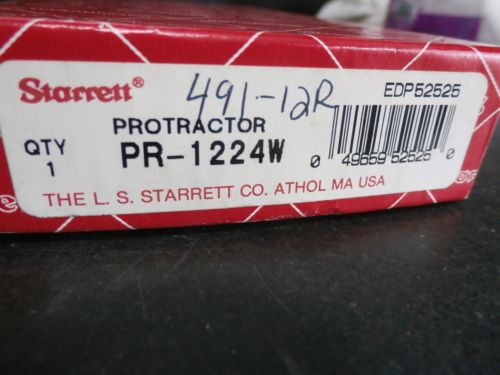 Starrett® 491-12R EDP52525
PROTRACTOR
QTY PR-1224W
1 0 49659 52525 0
THE L. S. STARRETT CO. ATHOL MA USA